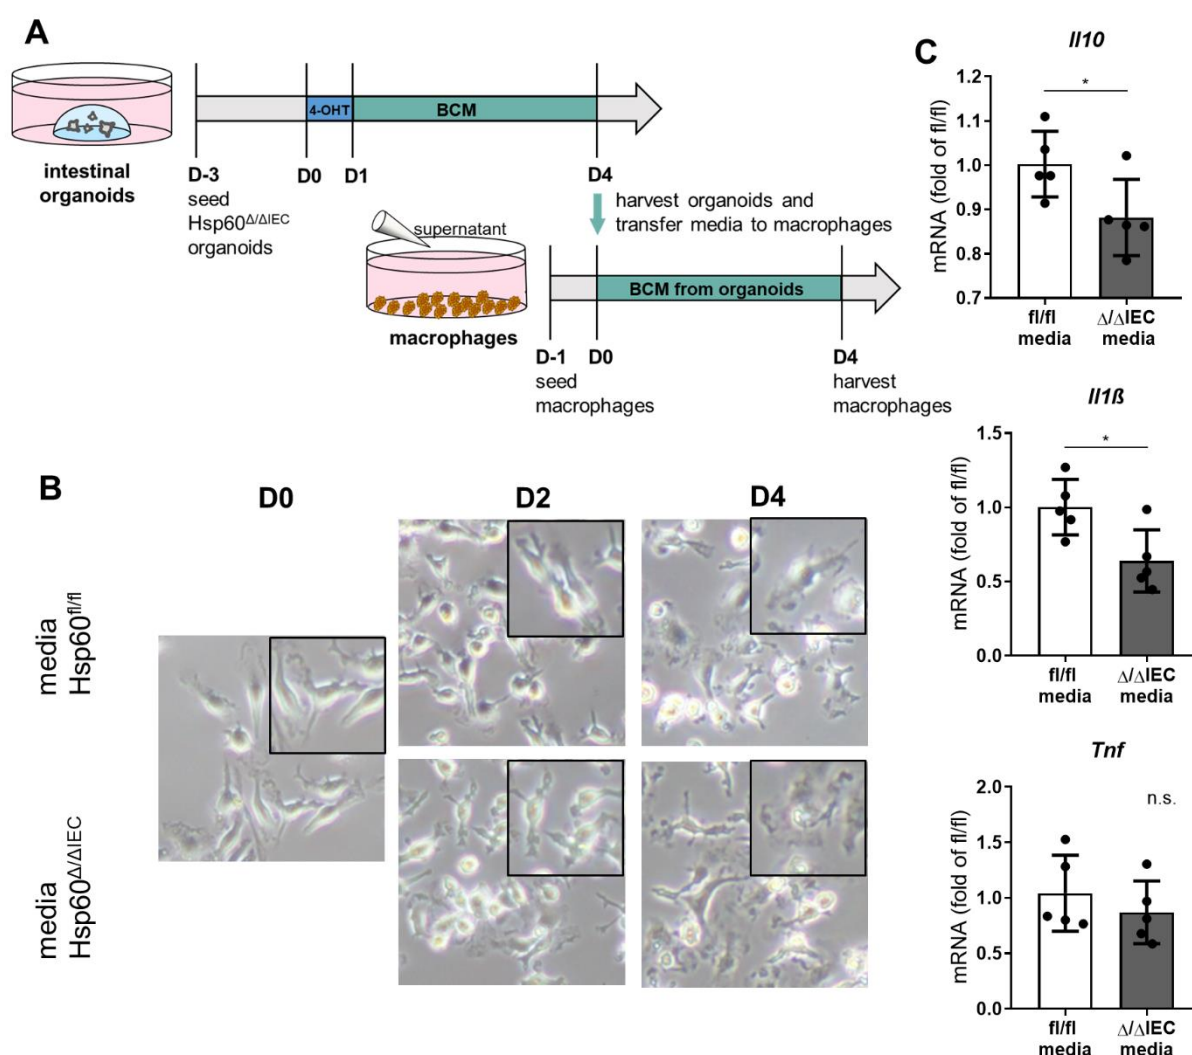 A
4-OHT
BCM
intestinal
organoids
D-3
D0
D1
D4
seed
Hsp60Δ/ΔIEC
organoids
harvest organoids and
transfer media to macrophages
supernatant
BCM from organoids
macrophages
D-1
D0
D4
seed
macrophages
harvest
macrophages
B
D0
D2
D4
media
Hsp60fl/fl
media
Hsp60Δ/ΔIEC
C
Il10
*
mRNA (fold of fl/fl)
1.2
1.1
1.0
0.9
0.8
0.7
fl/fl
media
Δ/ΔIEC
media
Il1ß
*
mRNA (fold of fl/fl)
1.5
1.0
0.5
0.0
fl/fl
media
Δ/ΔIEC
media
Tnf
n.s.
mRNA (fold of fl/fl)
2.0
1.5
1.0
0.5
0.0
fl/fl
media
Δ/ΔIEC
media